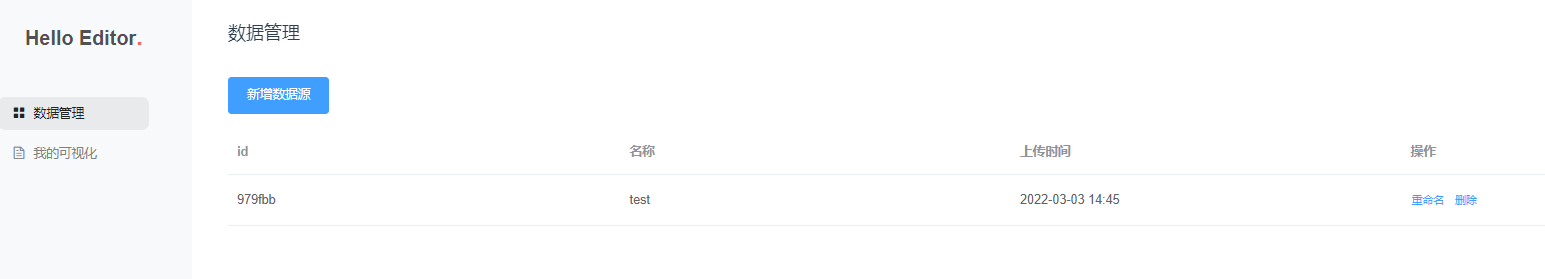 Hello Editor.
数据管理
我的可视化
数据管理
新增数据源
id 名称 上传时间 操作
979fbb test 2022-03-03 14:45 重命名 删除